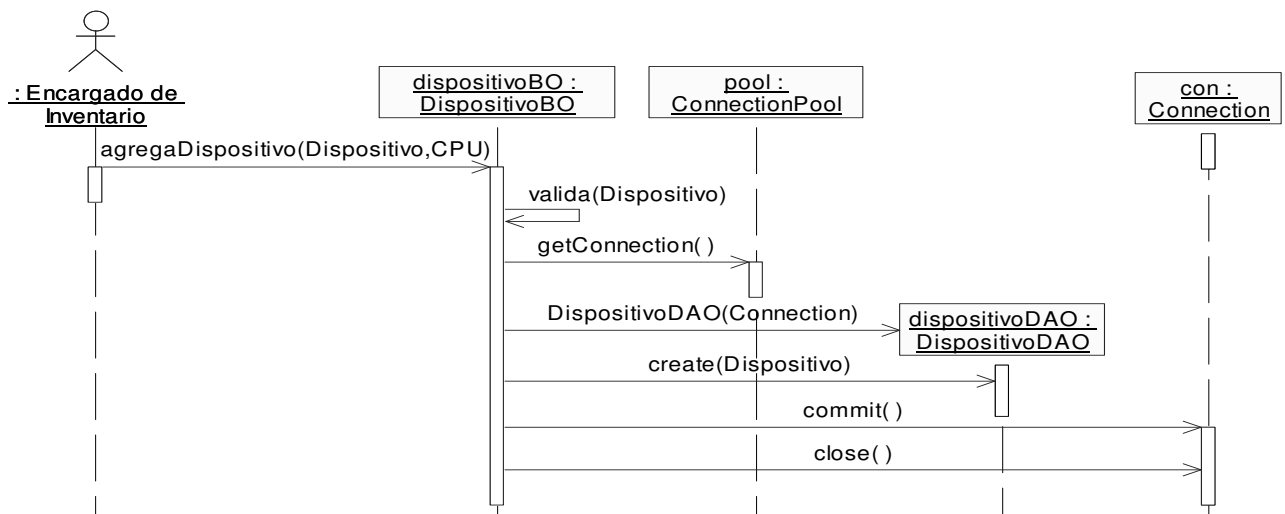 : Encargado de
Inventario
dispositivoBO :
DispositivoBO
pool :
ConnectionPool
con :
Connection
agregaDispositivo(Dispositivo,CPU)
valida(Dispositivo)
getConnection( )
DispositivoDAO(Connection)
dispositivoDAO :
DispositivoDAO
create(Dispositivo)
commit( )
close( )